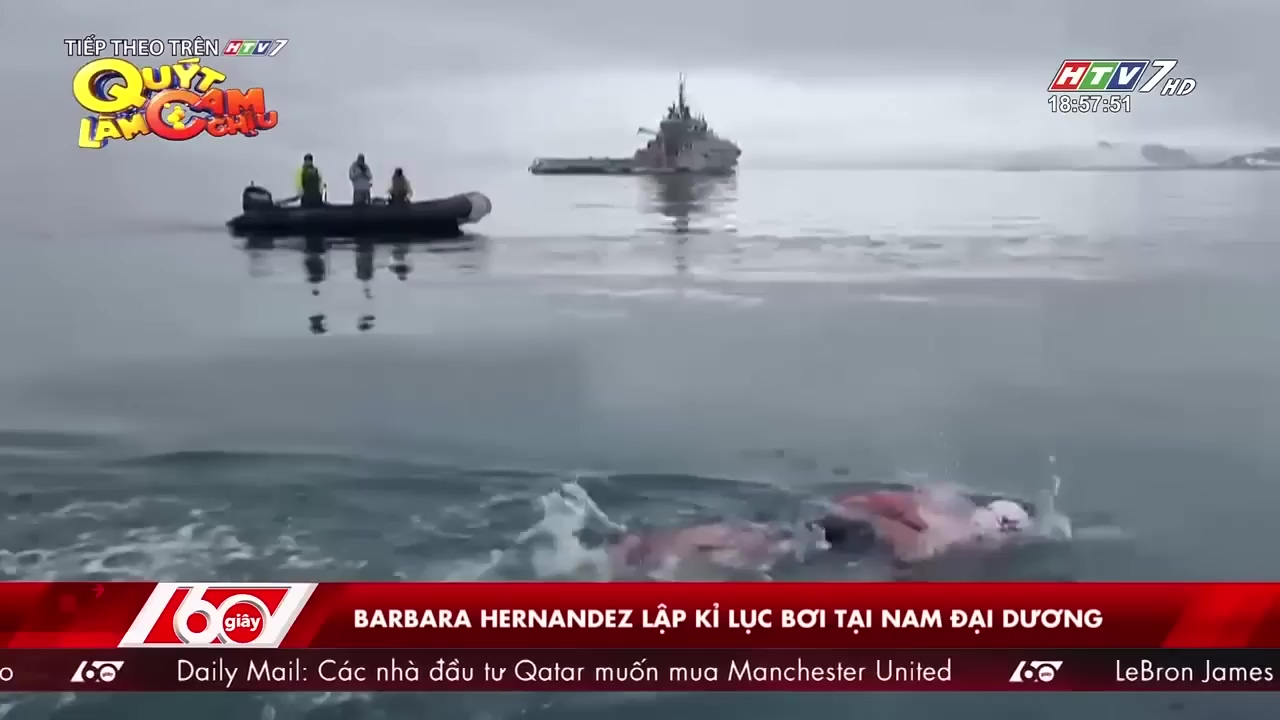 TIẾP THEO TRÊN HTV7
QUÝT LÀM CAM CHỊU
HTV7 HD
18:57:51
60 giây
BARBARA HERNANDEZ LẬP KỈ LỤC BƠI TẠI NAM ĐẠI DƯƠNG
o 60 Daily Mail: Các nhà đầu tư Qatar muốn mua Manchester United 60 LeBron James